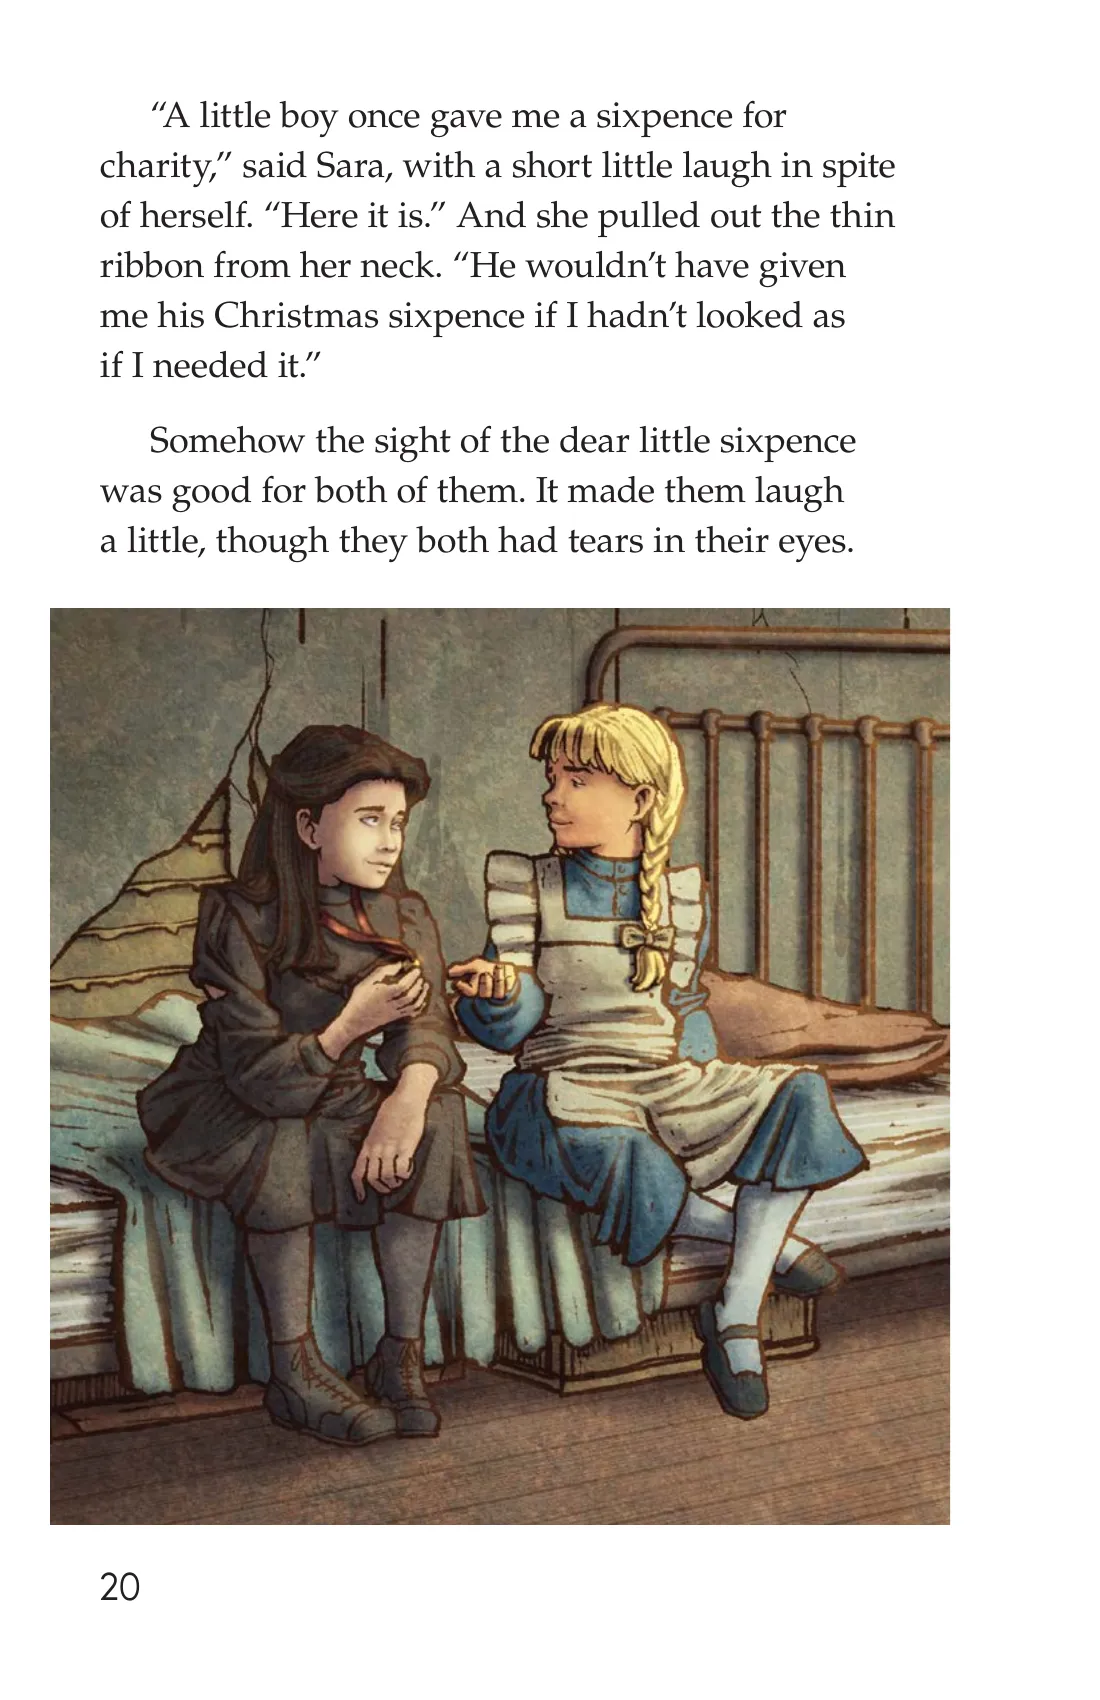 “A little boy once gave me a sixpence for
charity,” said Sara, with a short little laugh in spite
of herself. “Here it is.” And she pulled out the thin
ribbon from her neck. “He wouldn’t have given
me his Christmas sixpence if I hadn’t looked as
if I needed it.”
Somehow the sight of the dear little sixpence
was good for both of them. It made them laugh
a little, though they both had tears in their eyes.
20